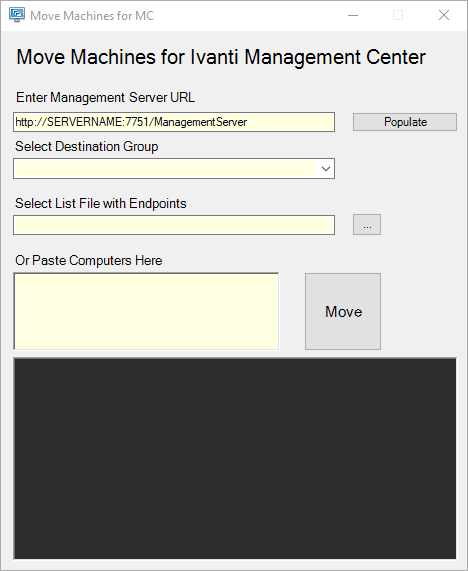 Move Machines for MC
Move Machines for Ivanti Management Center
Enter Management Server URL
http://SERVERNAME:7751/ManagementServer
Populate
Select Destination Group
Select List File with Endpoints
...
Or Paste Computers Here
Move